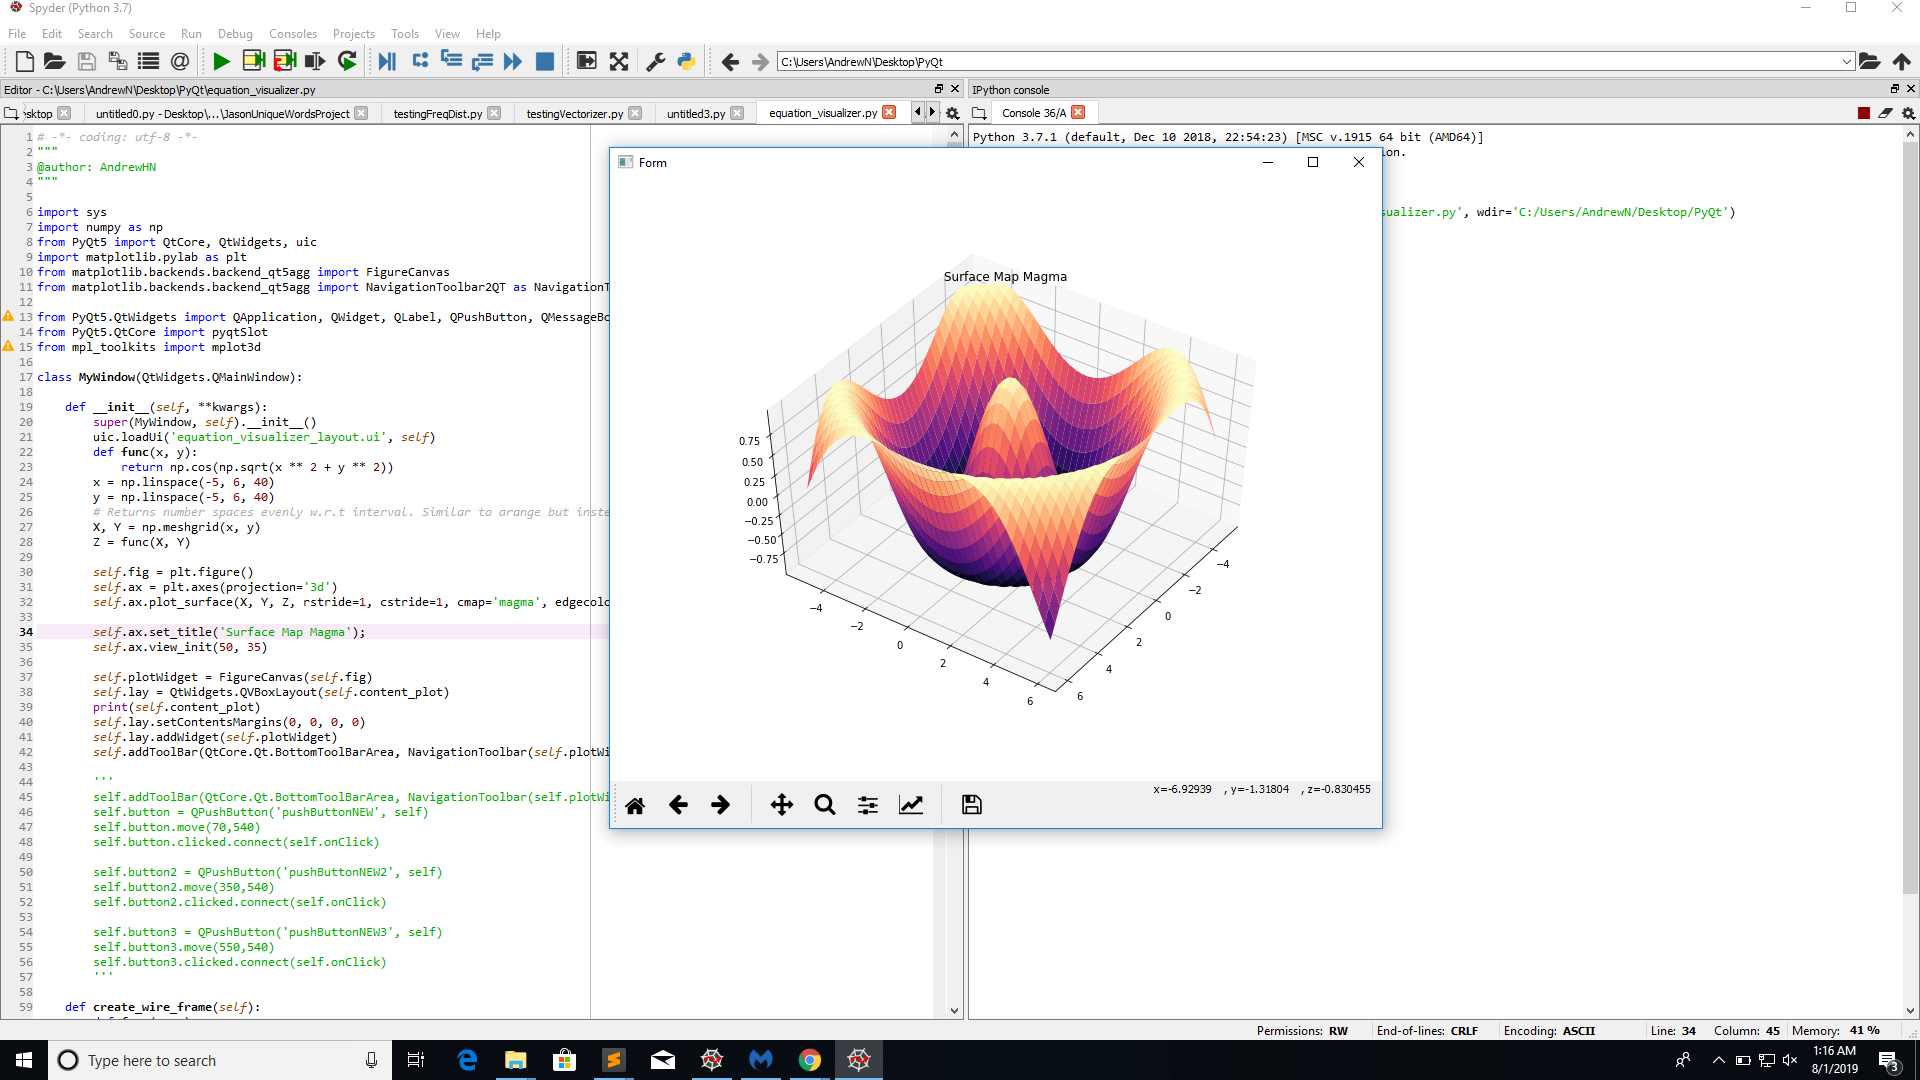 Spyder (Python 3.7)
File Edit Search Source Run Debug Consoles Projects Tools View Help
C:\Users\AndrewN\Desktop\PyQt
Editor - C:\Users\AndrewN\Desktop\PyQt\equation_visualizer.py
IPython console
sktop untitled0.py - Desktop\...\JasonUniqueWordsProject testingFreqDist.py testingVectorizer.py untitled3.py equation_visualizer.py
Console 36/A
1 # -*- coding: utf-8 -*-
2 """
3 @author: AndrewHN
4 """
5
6 import sys
7 import numpy as np
8 from PyQt5 import QtCore, QtWidgets, uic
9 import matplotlib.pylab as plt
10 from matplotlib.backends.backend_qt5agg import FigureCanvas
11 from matplotlib.backends.backend_qt5agg import NavigationToolbar2QT as NavigationT
12
13 from PyQt5.QtWidgets import QApplication, QWidget, QLabel, QPushButton, QMessageBo
14 from PyQt5.QtCore import pyqtSlot
15 from mpl_toolkits import mplot3d
16
17 class MyWindow(QtWidgets.QMainWindow):
18
19     def __init__(self, **kwargs):
20         super(MyWindow, self).__init__()
21         uic.loadUi('equation_visualizer_layout.ui', self)
22         def func(x, y):
23             return np.cos(np.sqrt(x ** 2 + y ** 2))
24         x = np.linspace(-5, 6, 40)
25         y = np.linspace(-5, 6, 40)
26         # Returns number spaces evenly w.r.t interval. Similar to arange but inste
27         X, Y = np.meshgrid(x, y)
28         Z = func(X, Y)
29
30         self.fig = plt.figure()
31         self.ax = plt.axes(projection='3d')
32         self.ax.plot_surface(X, Y, Z, rstride=1, cstride=1, cmap='magma', edgecolo
33
34         self.ax.set_title('Surface Map Magma');
35         self.ax.view_init(50, 35)
36
37         self.plotWidget = FigureCanvas(self.fig)
38         self.lay = QtWidgets.QVBoxLayout(self.content_plot)
39         print(self.content_plot)
40         self.lay.setContentsMargins(0, 0, 0, 0)
41         self.lay.addWidget(self.plotWidget)
42         self.addToolBar(QtCore.Qt.BottomToolBarArea, NavigationToolbar(self.plotWi
43
44         '''
45         self.addToolBar(QtCore.Qt.BottomToolBarArea, NavigationToolbar(self.plotWi
46         self.button = QPushButton('pushButtonNEW', self)
47         self.button.move(70,540)
48         self.button.clicked.connect(self.onClick)
49
50         self.button2 = QPushButton('pushButtonNEW2', self)
51         self.button2.move(350,540)
52         self.button2.clicked.connect(self.onClick)
53
54         self.button3 = QPushButton('pushButtonNEW3', self)
55         self.button3.move(550,540)
56         self.button3.clicked.connect(self.onClick)
57         '''
58
59     def create_wire_frame(self):
Python 3.7.1 (default, Dec 10 2018, 22:54:23) [MSC v.1915 64 bit (AMD64)]
ion.
sualizer.py', wdir='C:/Users/AndrewN/Desktop/PyQt')
Form
Surface Map Magma
0.75
0.50
0.25
0.00
−0.25
−0.50
−0.75
−4
−2
0
2
4
6
−4
−2
0
2
4
6
x=-6.92939 , y=-1.31804 , z=-0.830455
Permissions: RW End-of-lines: CRLF Encoding: ASCII Line: 34 Column: 45 Memory: 41 %
Type here to search
1:16 AM
8/1/2019
3